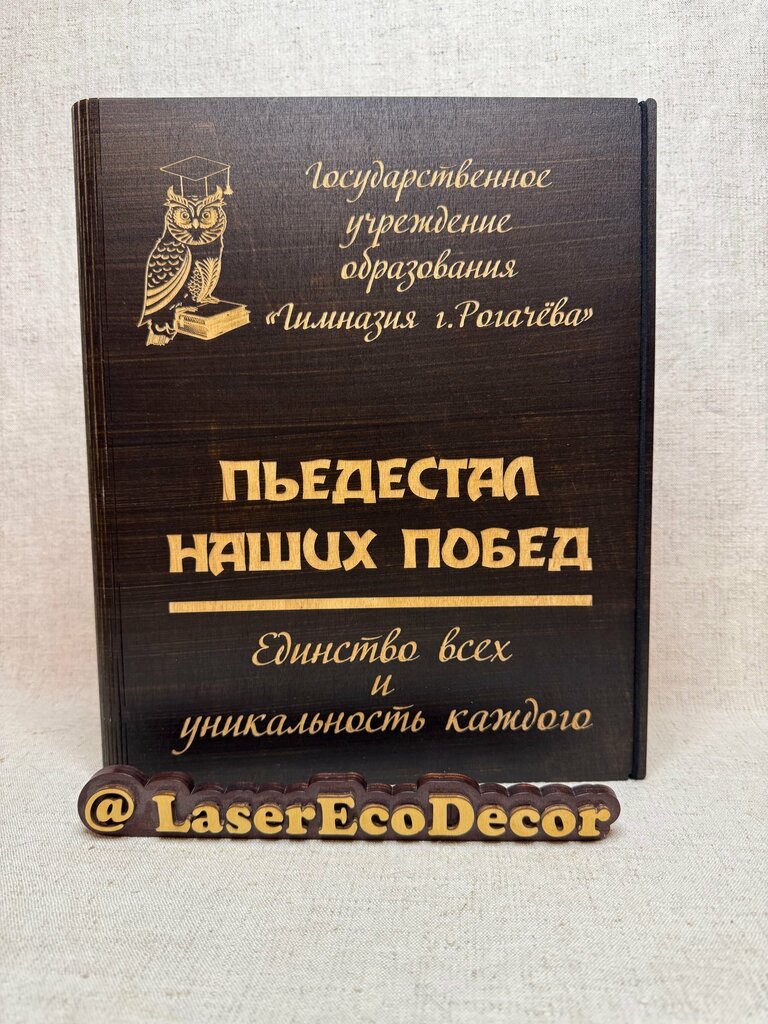 Государственное
учреждение
образования
«Гимназия г.Рогачёва»
ПЬЕДЕСТАЛ
НАШИХ ПОБЕД
Единство всех
и
уникальность каждого
@ LaserEcoDecor